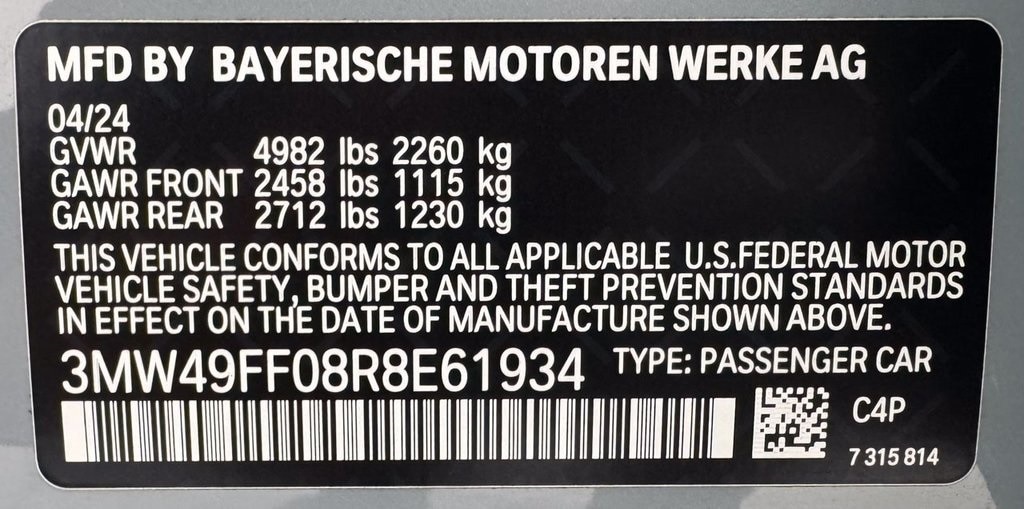 MFD BY BAYERISCHE MOTOREN WERKE AG
04/24
GVWR 4982 lbs 2260 kg
GAWR FRONT 2458 lbs 1115 kg
GAWR REAR 2712 lbs 1230 kg
THIS VEHICLE CONFORMS TO ALL APPLICABLE U.S.FEDERAL MOTOR
VEHICLE SAFETY, BUMPER AND THEFT PREVENTION STANDARDS
IN EFFECT ON THE DATE OF MANUFACTURE SHOWN ABOVE.
3MW49FF08R8E61934 TYPE: PASSENGER CAR
C4P
7 315 814